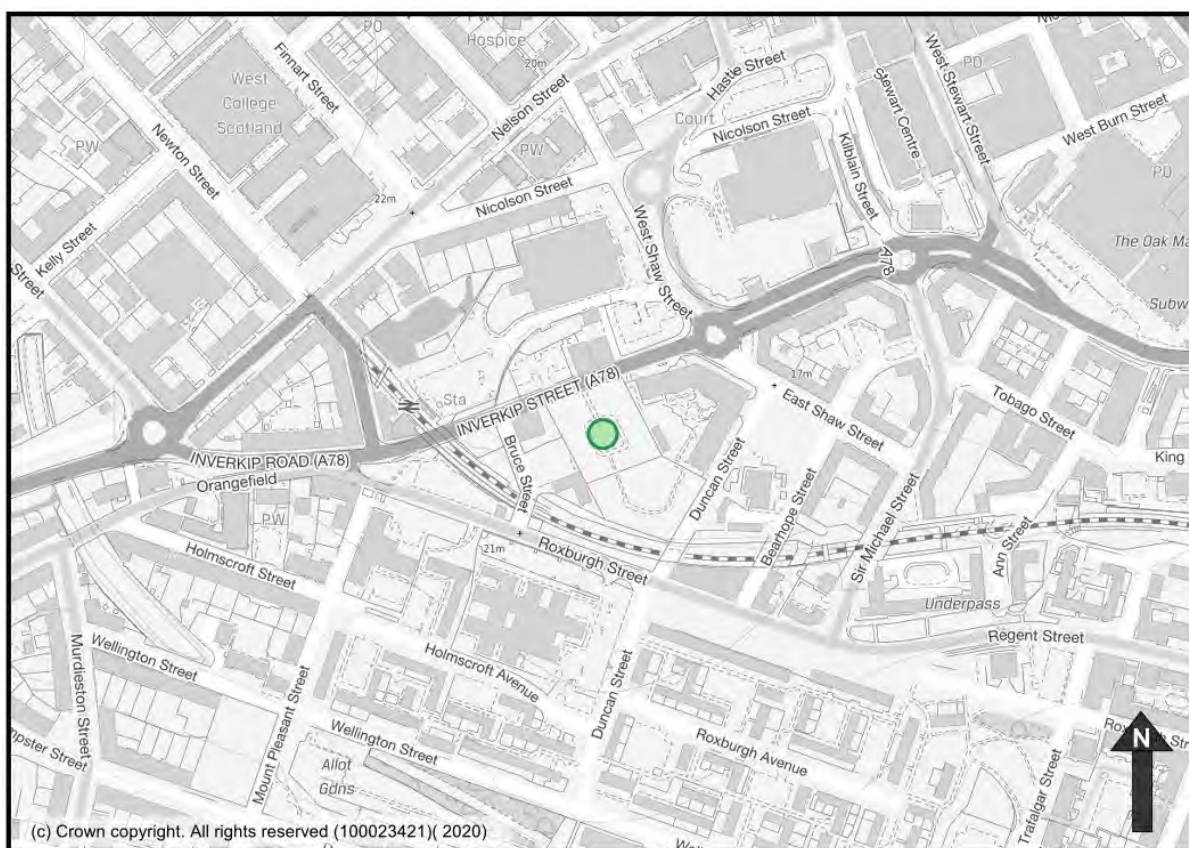 PO
PW
Hospice
20m
Finnart Street
West
College
Scotland
Nelson Street
Hastie Street
Court
Nicolson Street
Stewart Centre
West Stewart Street
PO
West Burn Street
PW
Newton Street
PW
Kilblain Street
PO
22m
Nicolson Street
West Shaw Street
A78
The Oak Ma
Subw
Kelly Street
Street
Sta
INVERKIP STREET (A78)
17m
East Shaw Street
Tobago Street
King
INVERKIP ROAD (A78)
Orangefield
Bruce Street
Duncan Street
Bearhope Street
Sir Michael Street
Ann Street
PW
21m
Roxburgh Street
Holmscroft Street
Underpass
Regent Street
Murdieston Street
Wellington Street
Mount Pleasant Street
Holmscroft Avenue
Duncan Street
Roxburgh Avenue
Wellington Street
Allot
Gdns
mpster Street
Trafalgar Street
N
(c) Crown copyright. All rights reserved (100023421)( 2020)